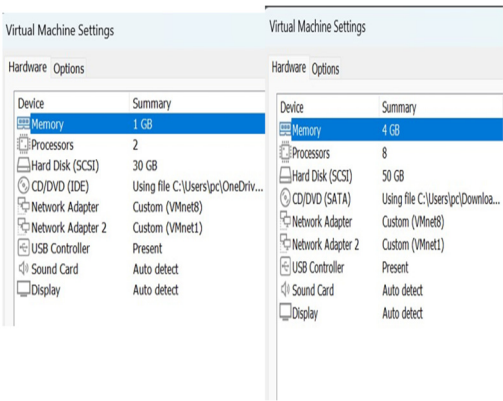 Virtual Machine Settings
Hardware Options
Device Summary
Memory 1 GB
Processors 2
Hard Disk (SCSI) 30 GB
CD/DVD (IDE) Using file C:\Users\pc\OneDriv...
Network Adapter Custom (VMnet8)
Network Adapter 2 Custom (VMnet1)
USB Controller Present
Sound Card Auto detect
Display Auto detect
Virtual Machine Settings
Hardware Options
Device Summary
Memory 4 GB
Processors 8
Hard Disk (SCSI) 50 GB
CD/DVD (SATA) Using file C:\Users\pc\Downloa...
Network Adapter Custom (VMnet8)
Network Adapter 2 Custom (VMnet1)
USB Controller Present
Sound Card Auto detect
Display Auto detect